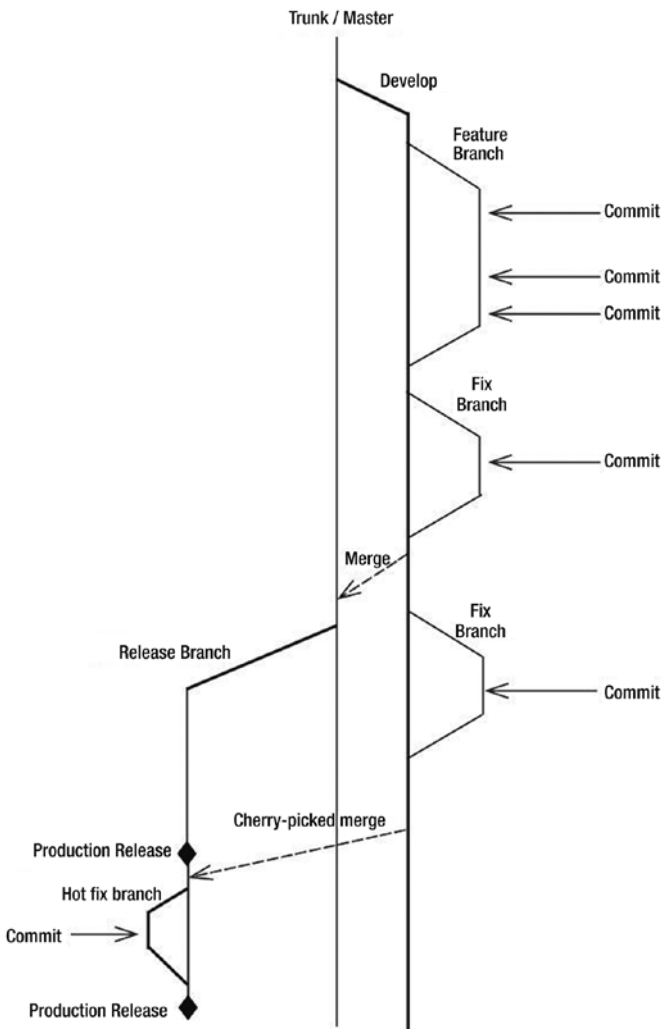 Trunk / Master
Develop
Feature
Branch
Commit
Commit
Commit
Fix
Branch
Commit
Merge
Fix
Branch
Release Branch
Commit
Cherry-picked merge
Production Release
Hot fix branch
Commit
Production Release